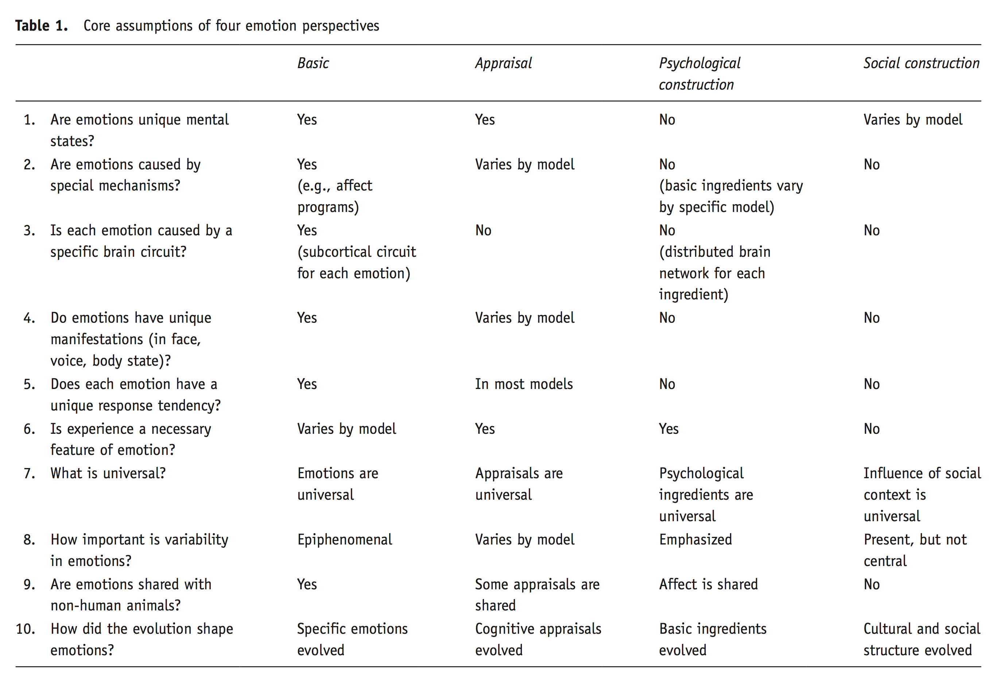 Table 1. Core assumptions of four emotion perspectives
Basic Appraisal Psychological Social construction
construction
1. Are emotions unique mental Yes Yes No Varies by model
states?
2. Are emotions caused by Yes Varies by model No No
special mechanisms? (e.g., affect (basic ingredients vary
programs) by specific model)
3. Is each emotion caused by a Yes No No No
specific brain circuit? (subcortical circuit (distributed brain
for each emotion) network for each
ingredient)
4. Do emotions have unique Yes Varies by model No No
manifestations (in face,
voice, body state)?
5. Does each emotion have a Yes In most models No No
unique response tendency?
6. Is experience a necessary Varies by model Yes Yes No
feature of emotion?
7. What is universal? Emotions are Appraisals are Psychological Influence of social
universal universal ingredients are context is
universal universal
8. How important is variability Epiphenomenal Varies by model Emphasized Present, but not
in emotions? central
9. Are emotions shared with Yes Some appraisals are Affect is shared No
non-human animals? shared
10. How did the evolution shape Specific emotions Cognitive appraisals Basic ingredients Cultural and social
emotions? evolved evolved evolved structure evolved